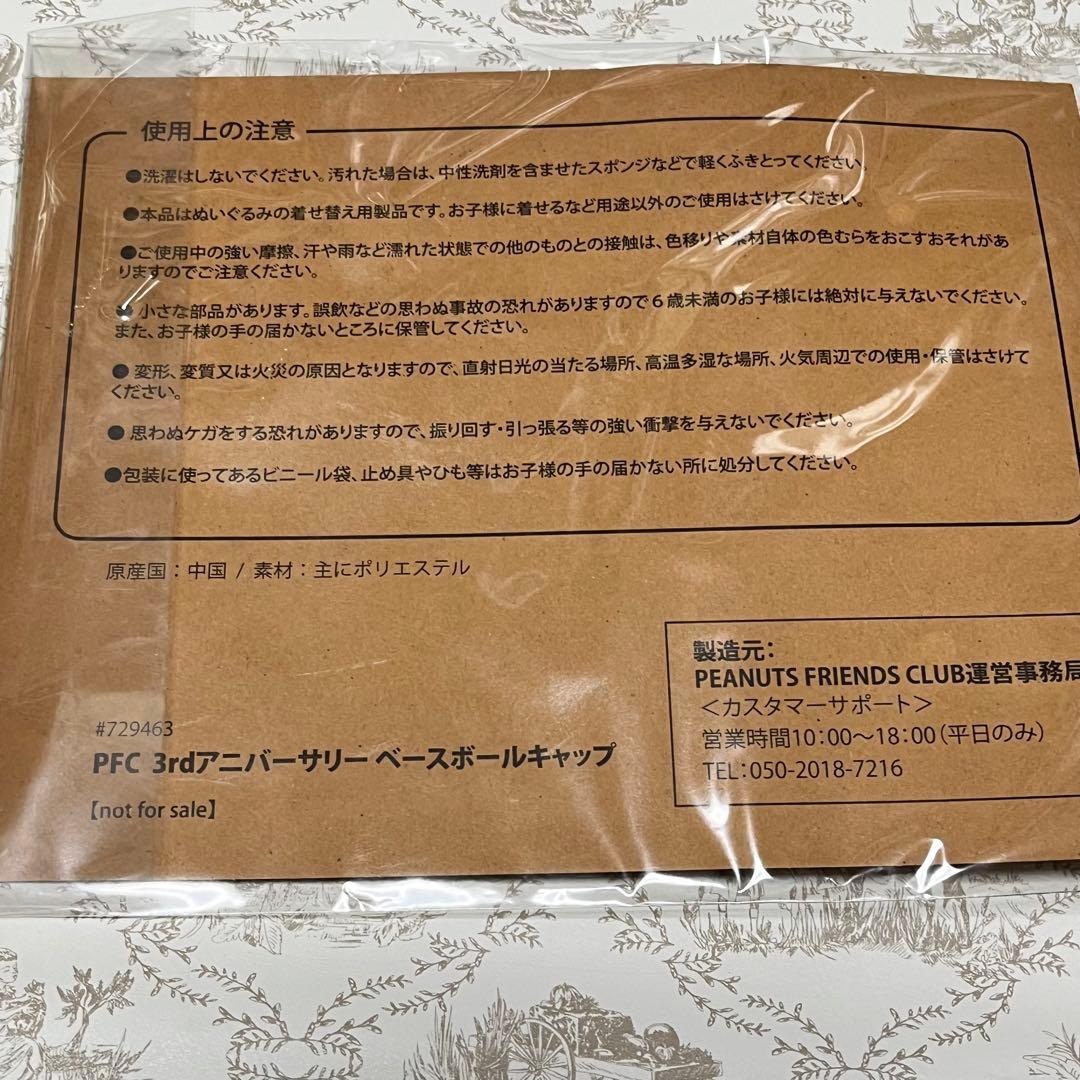 使用上の注意
●洗濯はしないでください。汚れた場合は、中性洗剤を含ませたスポンジなどで軽くふきとってください。
●本品はぬいぐるみの着せ替え用製品です。お子様に着せるなど用途以外のご使用はさけてください。
●ご使用中の強い摩擦、汗や雨など濡れた状態での他のものとの接触は、色移りや素材自体の色むらをおこすおそれがあ
りますのでご注意ください。
● 小さな部品があります。誤飲などの思わぬ事故の恐れがありますので6歳未満のお子様には絶対に与えないでください。
また、お子様の手の届かないところに保管してください。
● 変形、変質又は火災の原因となりますので、直射日光の当たる場所、高温多湿な場所、火気周辺での使用・保管はさけて
ください。
● 思わぬケガをする恐れがありますので、振り回す・引っ張る等の強い衝撃を与えないでください。
●包装に使ってあるビニール袋、止め具やひも等はお子様の手の届かない所に処分してください。
原産国:中国 / 素材:主にポリエステル
製造元:
PEANUTS FRIENDS CLUB運営事務局
<カスタマーサポート>
営業時間10:00〜18:00(平日のみ)
TEL:050-2018-7216
#729463
PFC 3rdアニバーサリー ベースボールキャップ
【not for sale】